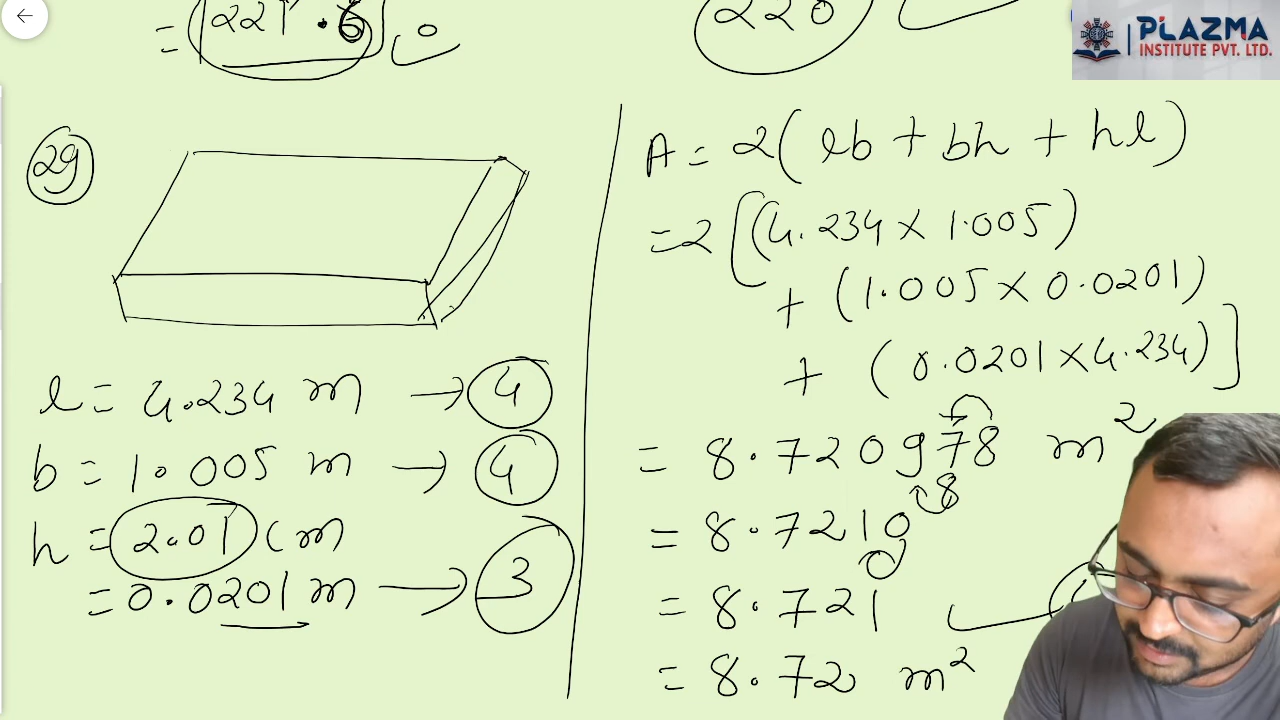 = 221.6
220
PLAZMA
INSTITUTE PVT. LTD.
29
l = 4.234 m → 4
b = 1.005 m → 4
h = 2.01 cm
= 0.0201 m → 3
A = 2(lb + bh + hl)
= 2[(4.234 × 1.005)
+ (1.005 × 0.0201)
+ (0.0201 × 4.234)]
= 8.720978 m²
8
= 8.7210
= 8.721
= 8.72 m²